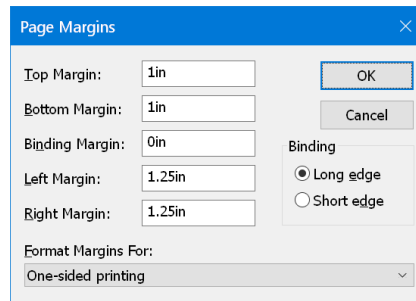 Page Margins
Top Margin: 1in
OK
Bottom Margin: 1in
Cancel
Binding Margin: 0in
Binding
Left Margin: 1.25in
Long edge
Short edge
Right Margin: 1.25in
Format Margins For:
One-sided printing